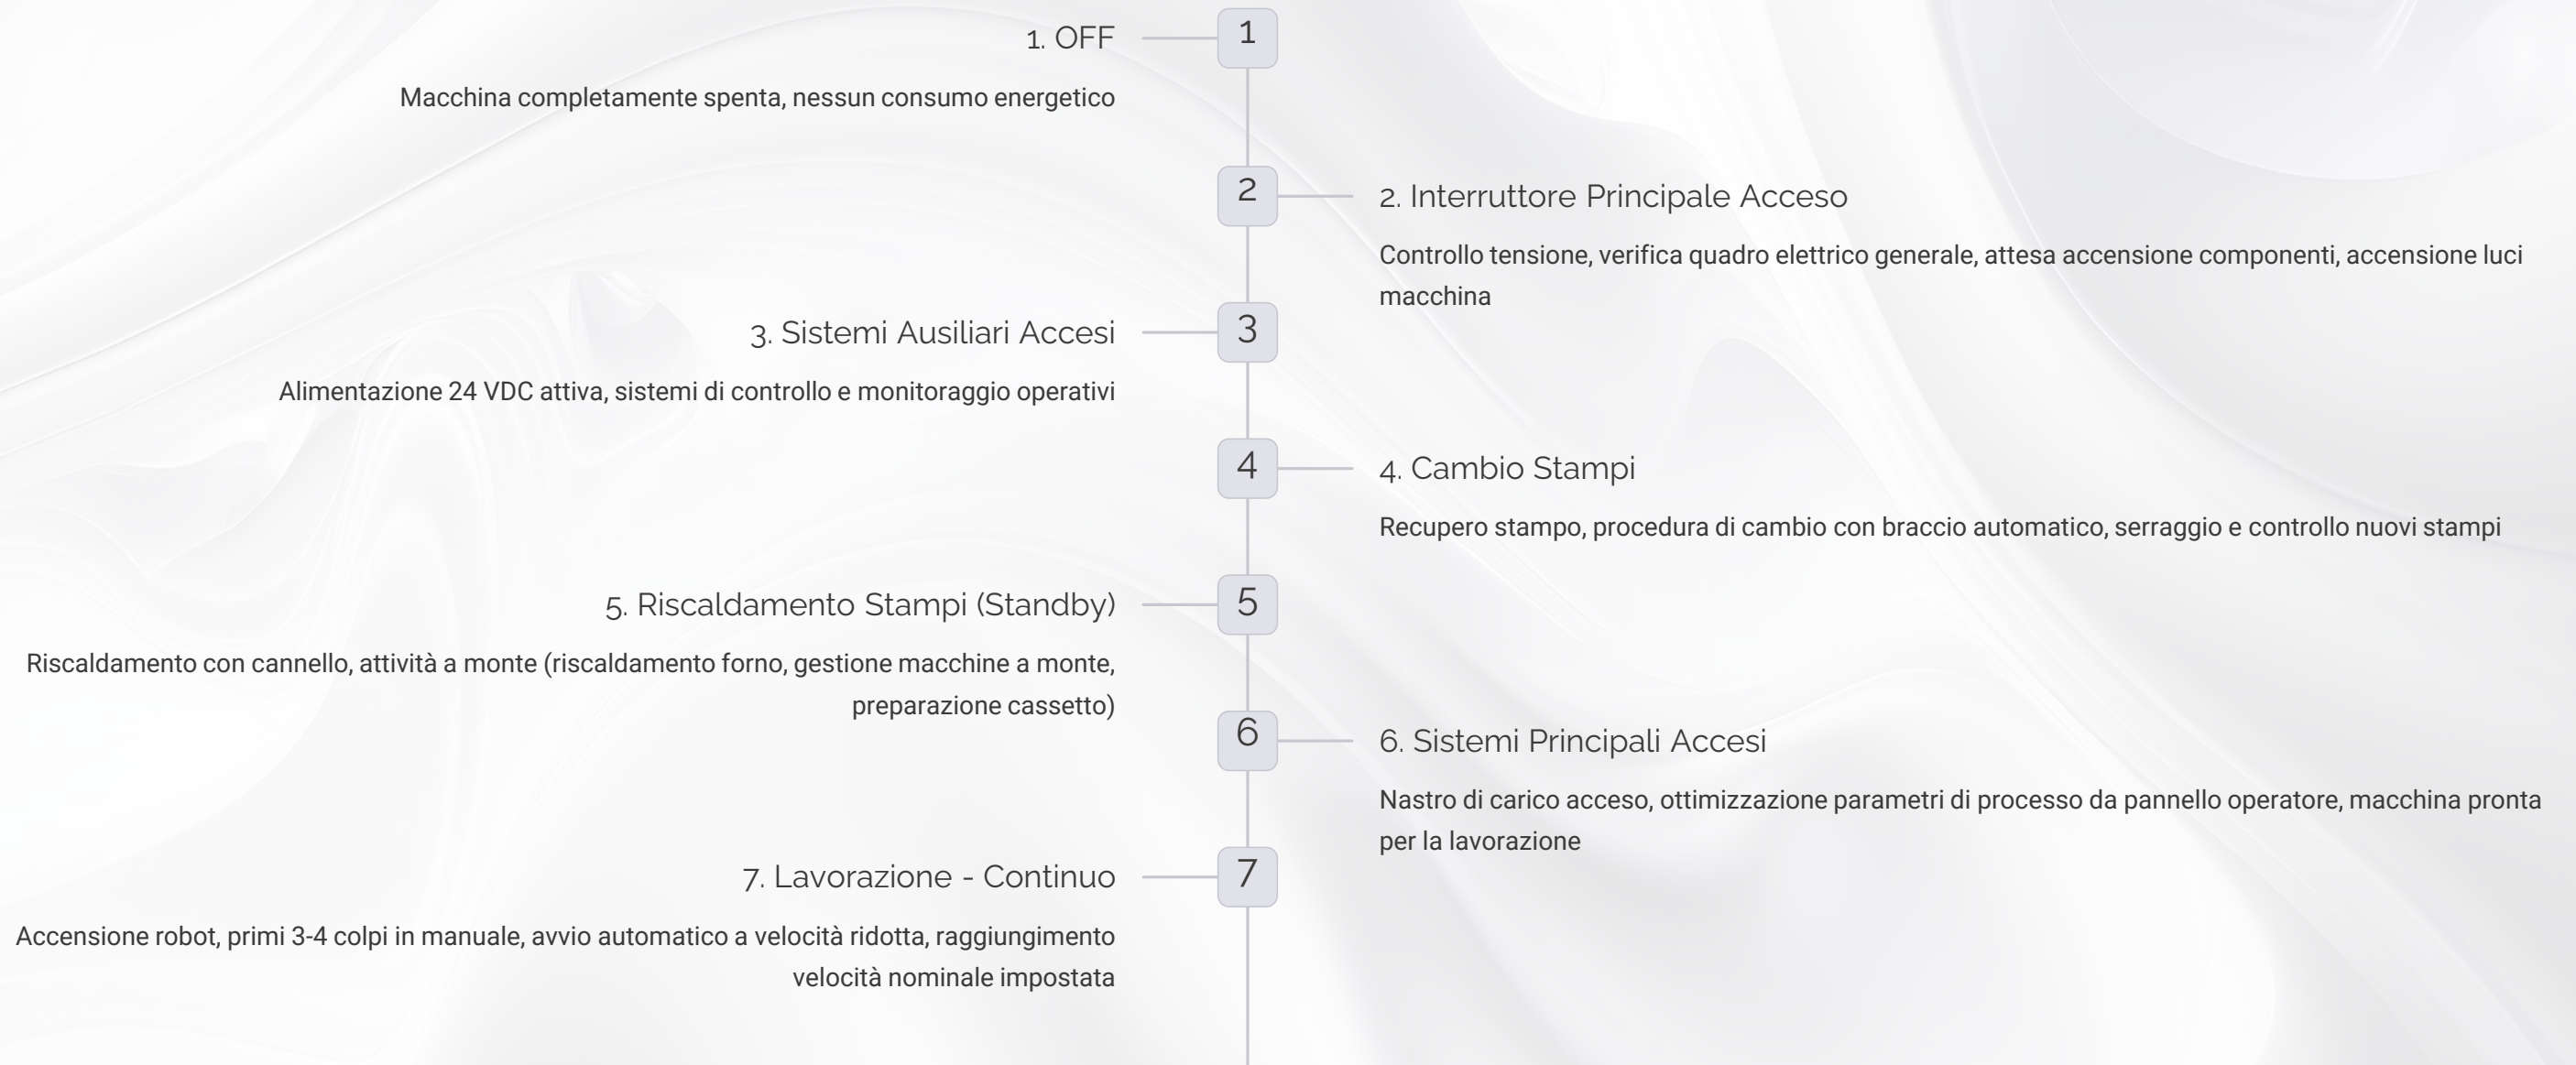 1. OFF
1
Macchina completamente spenta, nessun consumo energetico
2
2. Interruttore Principale Acceso
Controllo tensione, verifica quadro elettrico generale, attesa accensione componenti, accensione luci
macchina
3. Sistemi Ausiliari Accesi
3
Alimentazione 24 VDC attiva, sistemi di controllo e monitoraggio operativi
4
4. Cambio Stampi
Recupero stampo, procedura di cambio con braccio automatico, serraggio e controllo nuovi stampi
5. Riscaldamento Stampi (Standby)
5
Riscaldamento con cannello, attività a monte (riscaldamento forno, gestione macchine a monte,
preparazione cassetto)
6
6. Sistemi Principali Accesi
Nastro di carico acceso, ottimizzazione parametri di processo da pannello operatore, macchina pronta
per la lavorazione
7. Lavorazione - Continuo
7
Accensione robot, primi 3-4 colpi in manuale, avvio automatico a velocità ridotta, raggiungimento
velocità nominale impostata